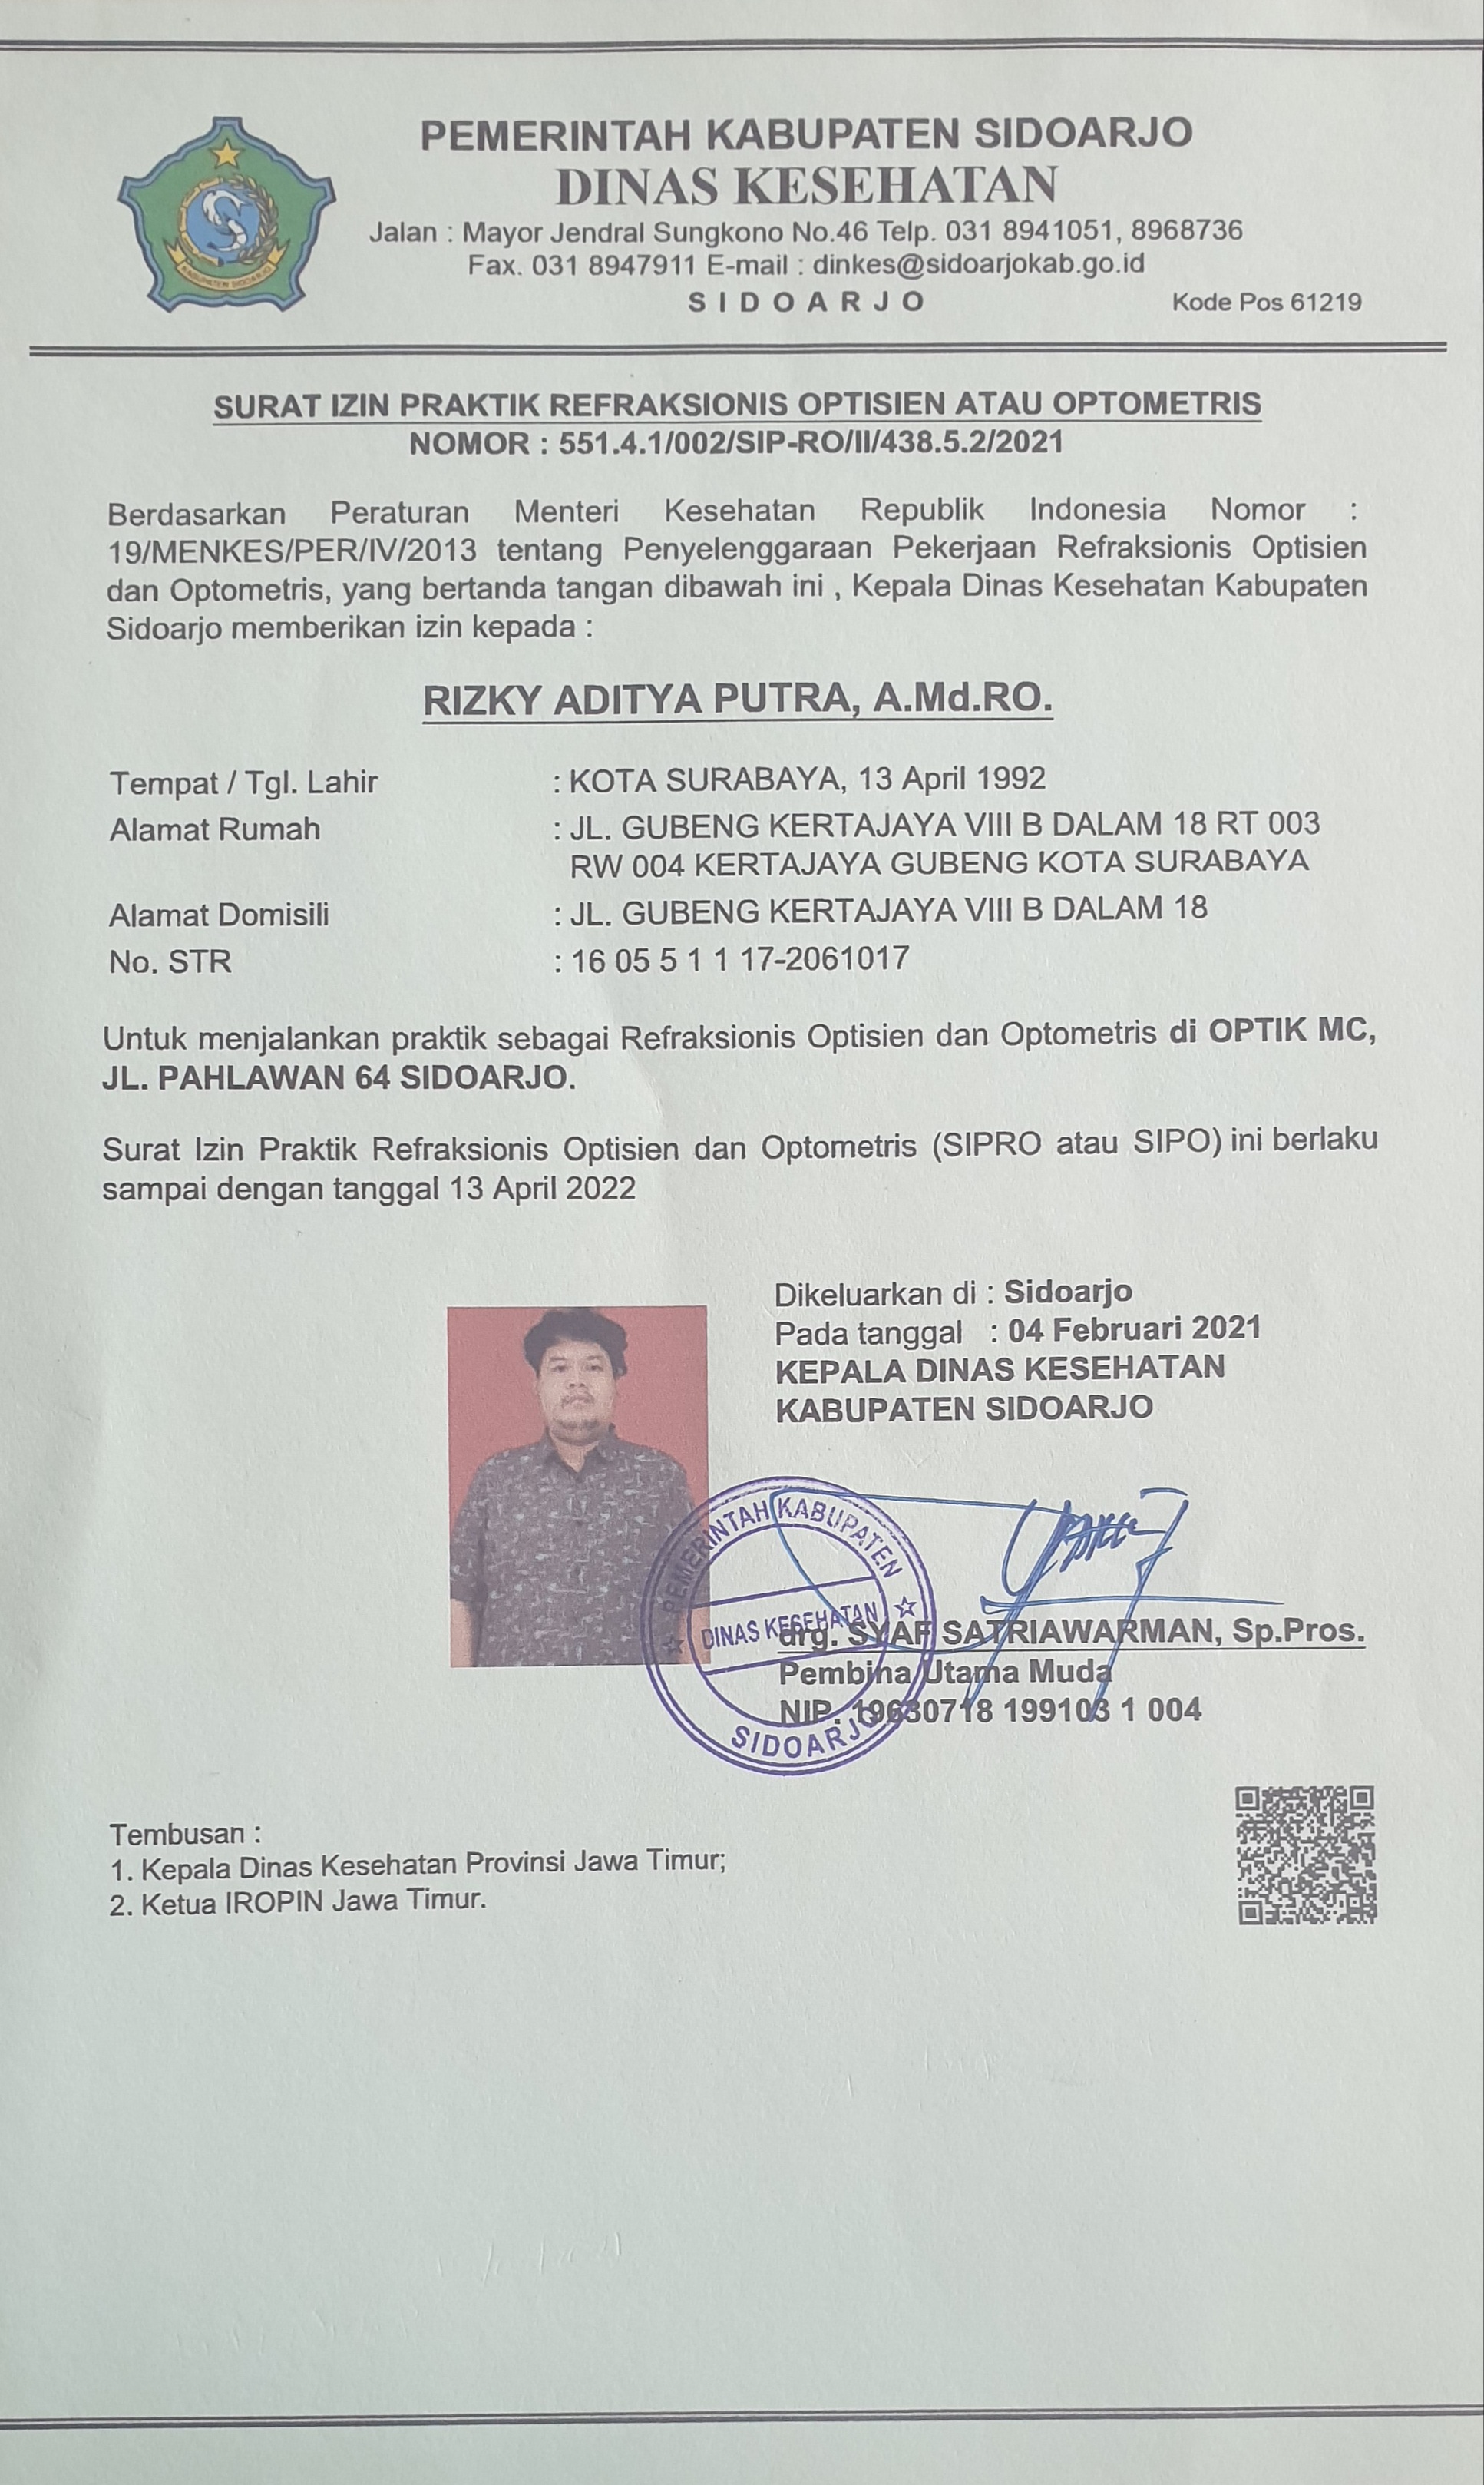 PEMERINTAH KABUPATEN SIDOARJO
DINAS KESEHATAN
Jalan : Mayor Jendral Sungkono No.46 Telp. 031 8941051, 8968736
Fax. 031 8947911 E-mail : dinkes@sidoarjokab.go.id
SIDOARJO Kode Pos 61219
KABUPATEN SIDOARJO
SURAT IZIN PRAKTIK REFRAKSIONIS OPTISIEN ATAU OPTOMETRIS
NOMOR : 551.4.1/002/SIP-RO/II/438.5.2/2021
Berdasarkan Peraturan Menteri Kesehatan Republik Indonesia Nomor :
19/MENKES/PER/IV/2013 tentang Penyelenggaraan Pekerjaan Refraksionis Optisien
dan Optometris, yang bertanda tangan dibawah ini , Kepala Dinas Kesehatan Kabupaten
Sidoarjo memberikan izin kepada :
RIZKY ADITYA PUTRA, A.Md.RO.
Tempat / Tgl. Lahir : KOTA SURABAYA, 13 April 1992
Alamat Rumah : JL. GUBENG KERTAJAYA VIII B DALAM 18 RT 003
RW 004 KERTAJAYA GUBENG KOTA SURABAYA
Alamat Domisili : JL. GUBENG KERTAJAYA VIII B DALAM 18
No. STR : 16 05 5 1 1 17-2061017
Untuk menjalankan praktik sebagai Refraksionis Optisien dan Optometris di OPTIK MC,
JL. PAHLAWAN 64 SIDOARJO.
Surat Izin Praktik Refraksionis Optisien dan Optometris (SIPRO atau SIPO) ini berlaku
sampai dengan tanggal 13 April 2022
Dikeluarkan di : Sidoarjo
Pada tanggal : 04 Februari 2021
KEPALA DINAS KESEHATAN
KABUPATEN SIDOARJO
PEMERINTAH KABUPATEN
DINAS KESEHATAN
SIDOARJO
drg. SYAF SATRIAWARMAN, Sp.Pros.
Pembina Utama Muda
NIP. 19630718 199103 1 004
Tembusan :
1. Kepala Dinas Kesehatan Provinsi Jawa Timur;
2. Ketua IROPIN Jawa Timur.